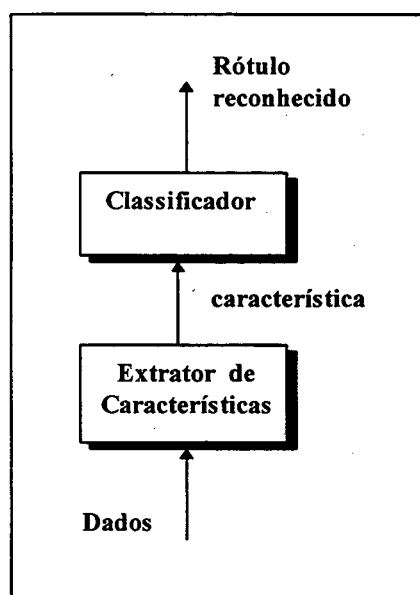 Rótulo
reconhecido
Classificador
característica
Extrator de
Características
Dados